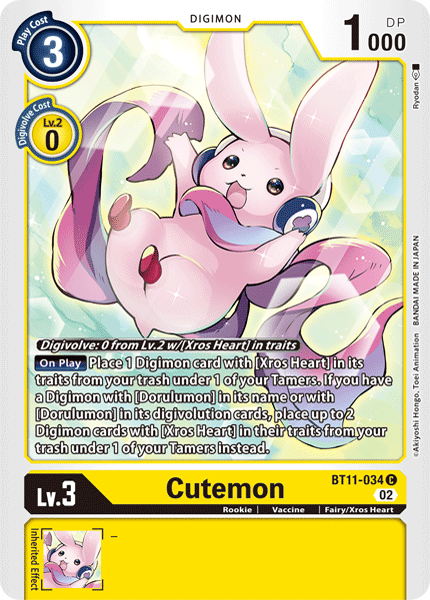 DIGIMON
Play Cost
3
DP
1000
Digivolve Cost
Lv.2
0
Ryodan
©Akiyoshi Hongo, Toei Animation BANDAI MADE IN JAPAN
Digivolve: 0 from Lv.2 w/[Xros Heart] in traits
On Play Place 1 Digimon card with [Xros Heart] in its
traits from your trash under 1 of your Tamers. If you have
a Digimon with [Dorulumon] in its name or with
[Dorulumon] in its digivolution cards, place up to 2
Digimon cards with [Xros Heart] in their traits from your
trash under 1 of your Tamers instead.
Lv.3
Cutemon
BT11-034 C
02
Rookie | Vaccine | Fairy/Xros Heart
Inherited Effect
–